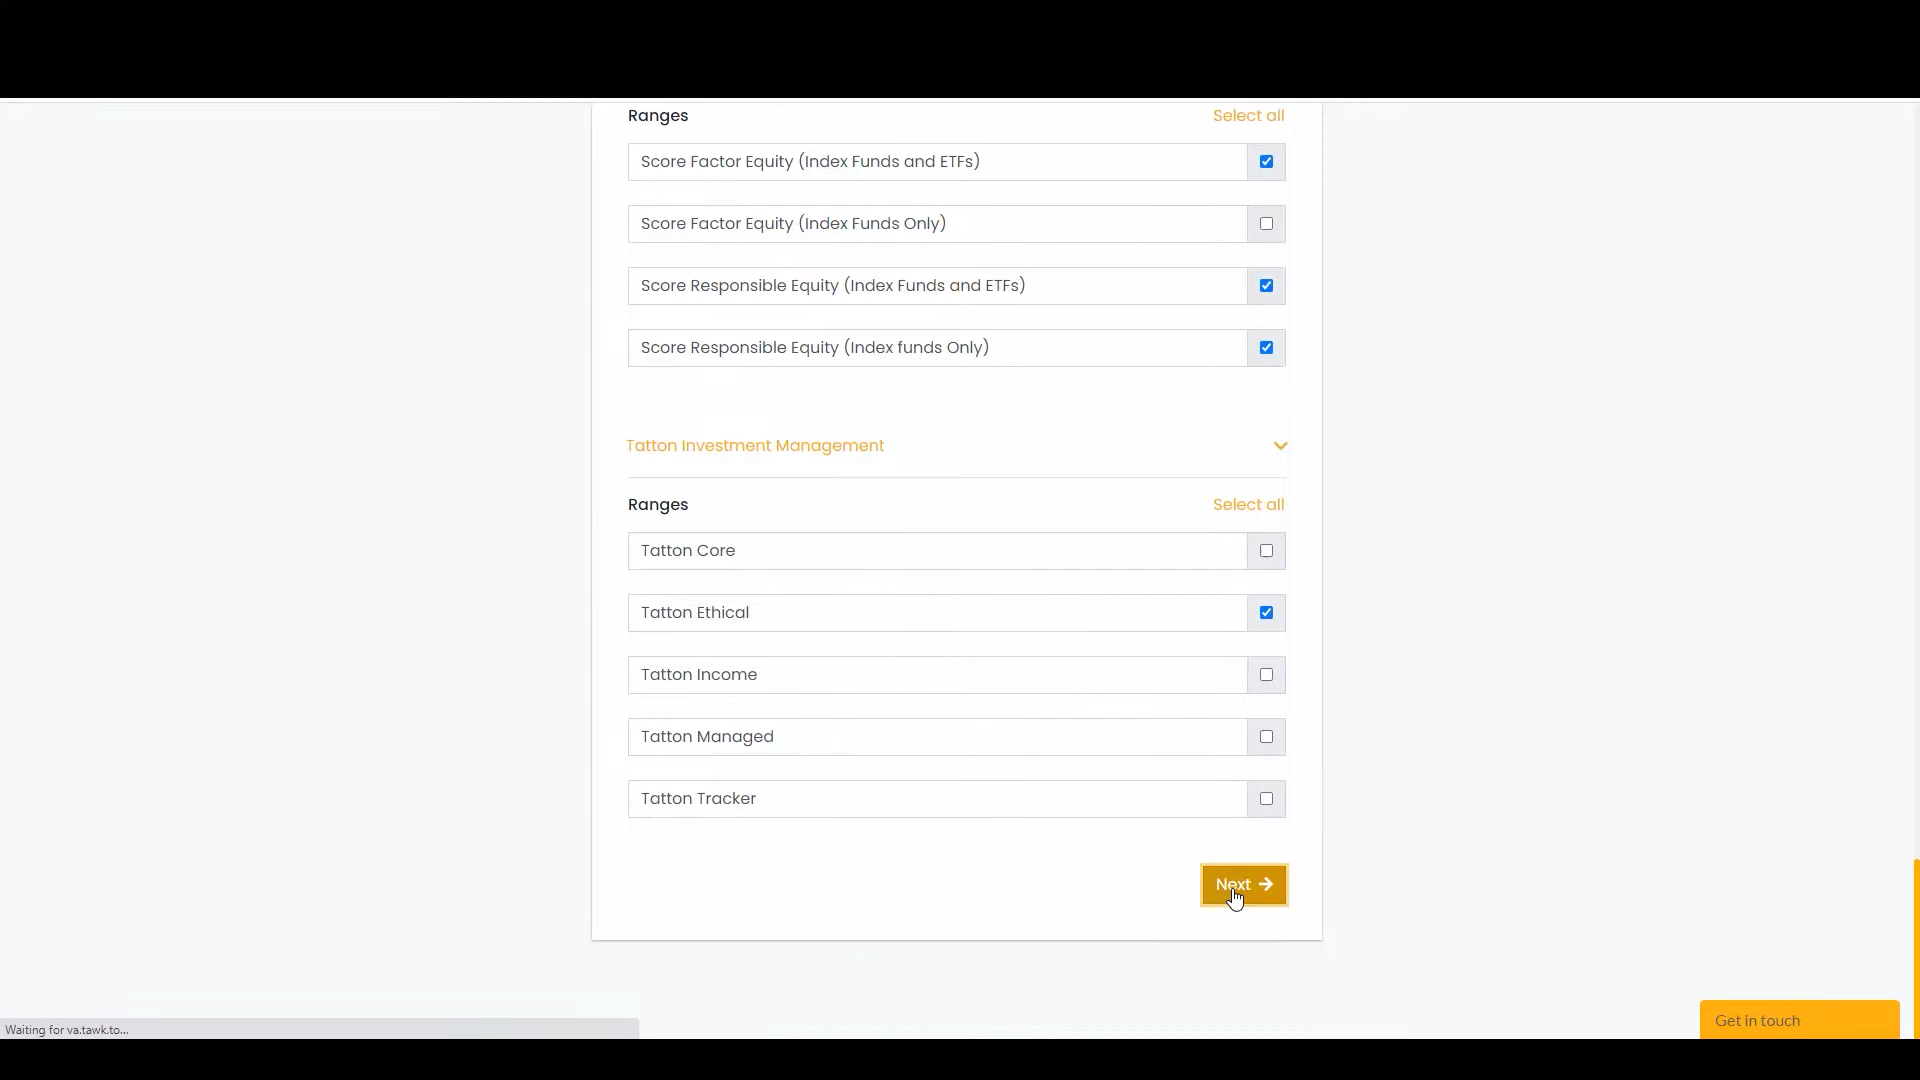 Ranges
Select all
Score Factor Equity (Index Funds and ETFs)
Score Factor Equity (Index Funds Only)
Score Responsible Equity (Index Funds and ETFs)
Score Responsible Equity (Index funds Only)
Tatton Investment Management
Ranges
Select all
Tatton Core
Tatton Ethical
Tatton Income
Tatton Managed
Tatton Tracker
Next
Waiting for va.tawk.to...
Get in touch